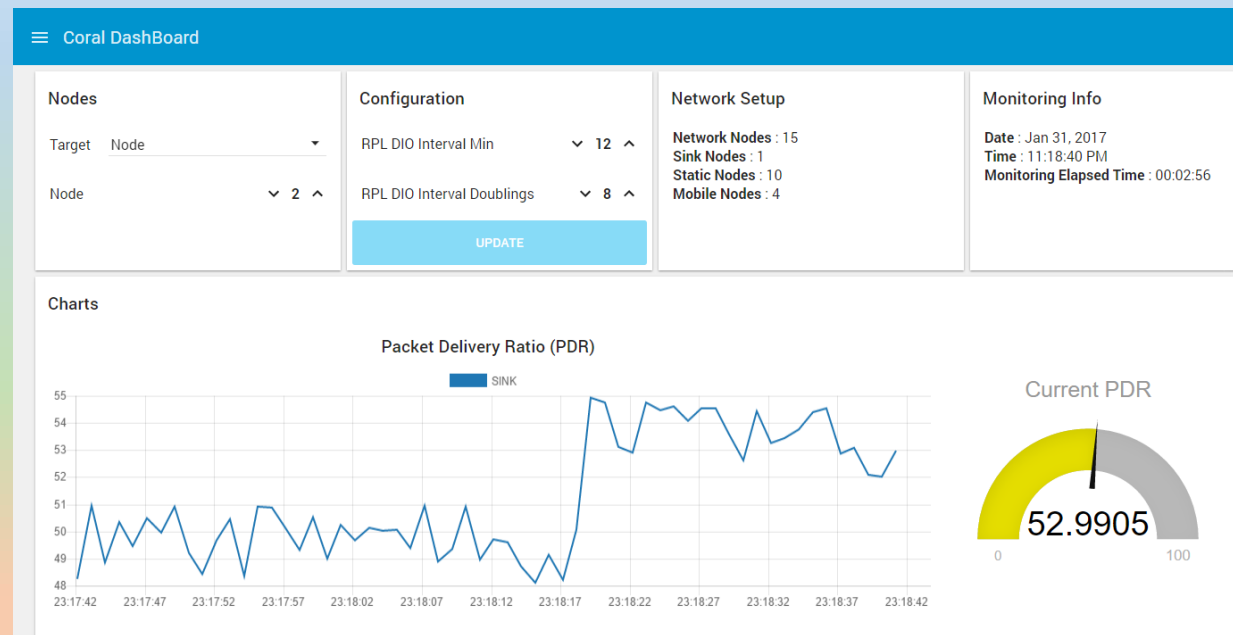 Coral DashBoard
Nodes
Target Node
Node 2
Configuration
RPL DIO Interval Min 12
RPL DIO Interval Doublings 8
UPDATE
Network Setup
Network Nodes : 15
Sink Nodes : 1
Static Nodes : 10
Mobile Nodes : 4
Monitoring Info
Date : Jan 31, 2017
Time : 11:18:40 PM
Monitoring Elapsed Time : 00:02:56
Charts
Packet Delivery Ratio (PDR)
SINK
55
54
53
52
51
50
49
48
23:17:42 23:17:47 23:17:52 23:17:57 23:18:02 23:18:07 23:18:12 23:18:17 23:18:22 23:18:27 23:18:32 23:18:37 23:18:42
Current PDR
52.9905
0 100